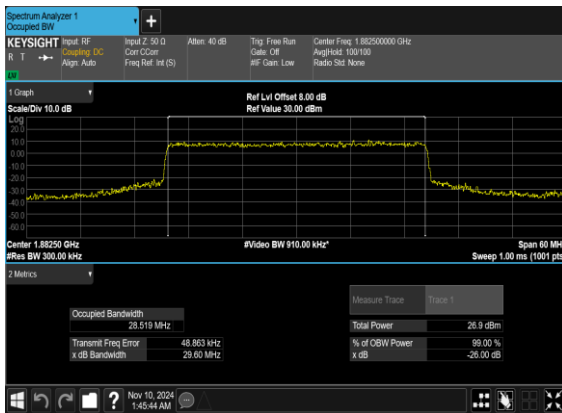 Spectrum Analyzer 1
Occupied BW
KEYSIGHT
R T
LXI
Input: RF
Coupling: DC
Align: Auto
Input Z: 50 Ω
Corr CCorr
Freq Ref: Int (S)
Atten: 40 dB
Trig: Free Run
Gate: Off
#IF Gain: Low
Center Freq: 1.882500000 GHz
Avg|Hold: 100/100
Radio Std: None
1 Graph
Scale/Div 10.0 dB
Ref Lvl Offset 8.00 dB
Ref Value 30.00 dBm
Log
20.0
10.0
0.00
-10.0
-20.0
-30.0
-40.0
-50.0
-60.0
Center 1.88250 GHz
#Video BW 910.00 kHz*
Span 60 MH
#Res BW 300.00 kHz
Sweep 1.00 ms (1001 pts
2 Metrics
Measure Trace
Trace 1
Occupied Bandwidth
28.519 MHz
Total Power
26.9 dBm
Transmit Freq Error
48.863 kHz
% of OBW Power
99.00 %
x dB Bandwidth
29.60 MHz
x dB
-26.00 dB
?
Nov 10, 2024
1:45:44 AM